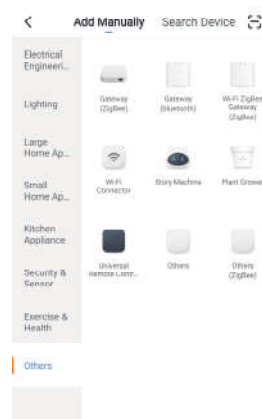 Add Manually Search Device
Electrical
Engineeri...
Lighting
Large
Home Ap...
Small
Home Ap...
Kitchen
Appliance
Security &
Sensor
Exercise &
Health
Others
Gateway
(ZigBee)
Gateway
(Bluetooth)
Wi-Fi ZigBee
Gateway
(ZigBee)
Wi-Fi
Connector
Story Machine
Plant Grower
Universal
Remote Contr...
Others
Others
(ZigBee)